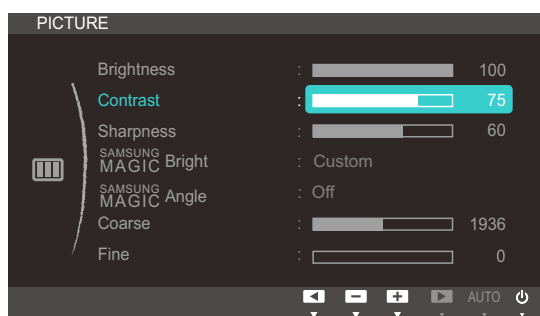 PICTURE
Brightness : 100
Contrast : 75
Sharpness : 60
SAMSUNG MAGIC Bright : Custom
SAMSUNG MAGIC Angle : Off
Coarse : 1936
Fine : 0
AUTO